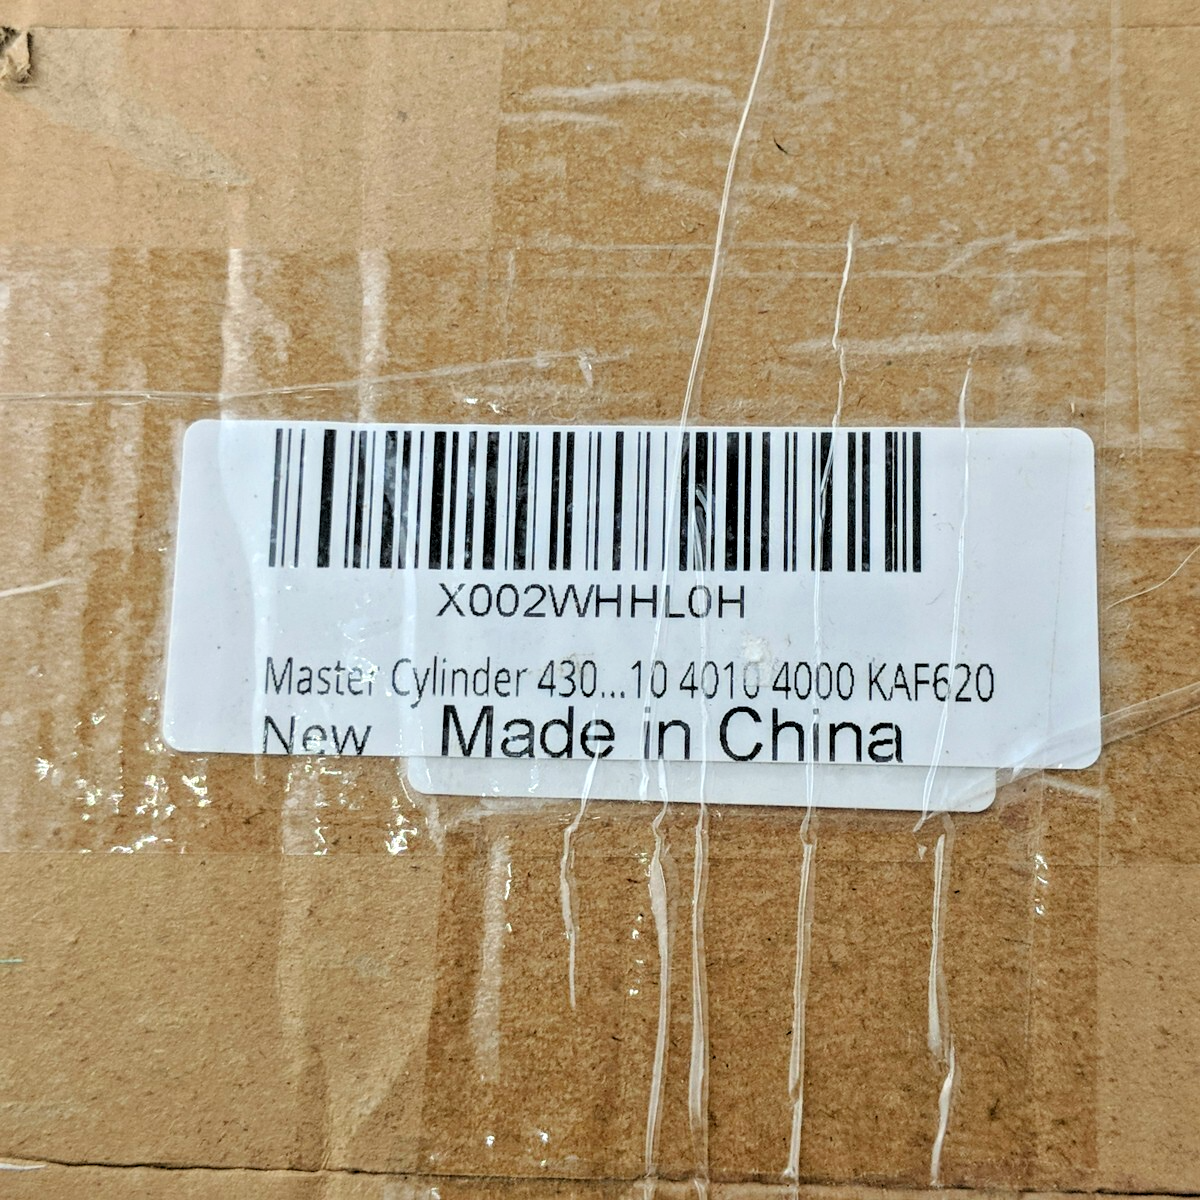 X002WHHL0H
Master Cylinder 430...10 4010 4000 KAF620
New Made in China